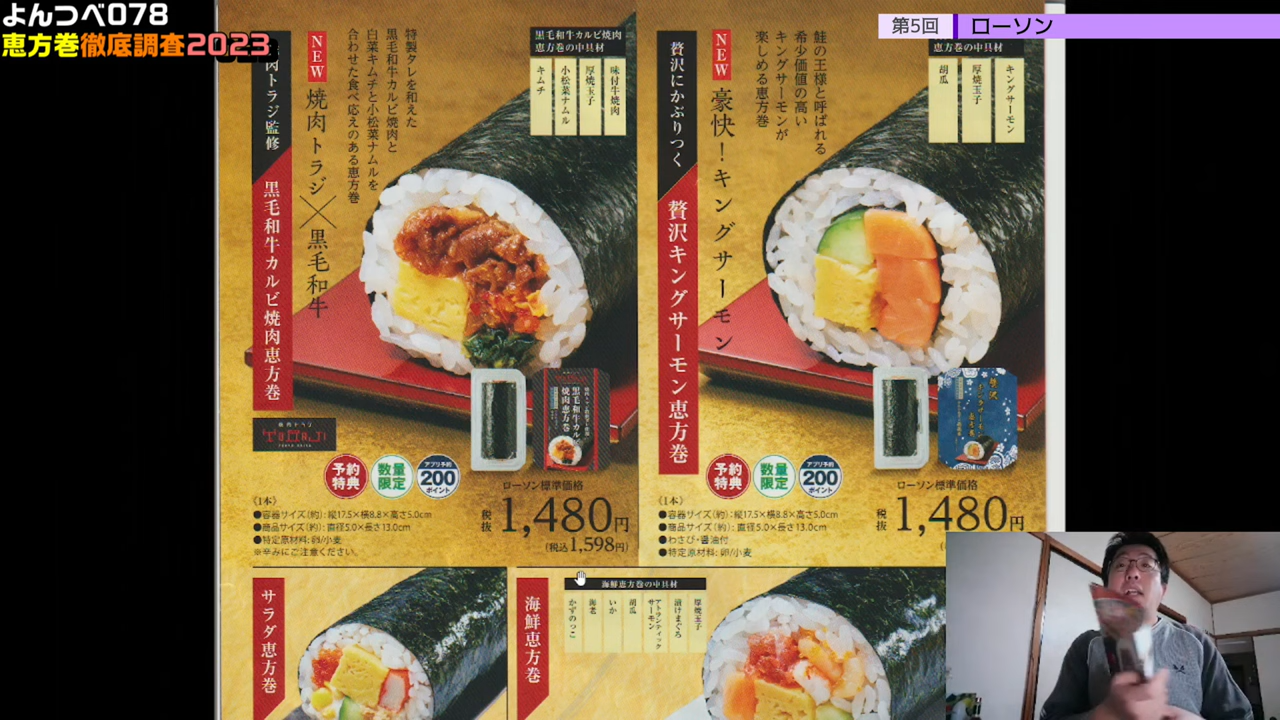 よんつべ078
恵方巻徹底調査2023
第5回
ローソン
肉トラジ監修
黒毛和牛カルビ焼肉恵方巻
NEW
焼肉トラジ×黒毛和牛
特製タレを和えた
黒毛和牛カルビ焼肉と
白菜キムチと小松菜ナムルを
合わせた食べ応えのある恵方巻
黒毛和牛カルビ焼肉
恵方巻の中具材
味付牛焼肉
厚焼玉子
小松菜ナムル
キムチ
予約
特典
数量
限定
アプリ予約
200
ポイント
ローソン標準価格
税抜
1,480円
(税込1,598円)
《1本》
●容器サイズ(約):縦17.5×横8.8×高さ5.0cm
●商品サイズ(約):直径5.0×長さ13.0cm
●特定原材料:卵/小麦
※辛みにご注意ください。
贅沢にかぶりつく
贅沢キングサーモン恵方巻
NEW
豪快!キングサーモン
鮭の王様と呼ばれる
希少価値の高い
キングサーモンが
楽しめる恵方巻
恵方巻の中具材
キングサーモン
厚焼玉子
胡瓜
予約
特典
数量
限定
アプリ予約
200
ポイント
ローソン標準価格
税抜
1,480円
《1本》
●容器サイズ(約):縦17.5×横8.8×高さ5.0cm
●商品サイズ(約):直径5.0×長さ13.0cm
●わさび・醤油付
●特定原材料:卵/小麦
サラダ恵方巻
海鮮恵方巻
海鮮恵方巻の中具材
厚焼玉子
漬けまぐろ
アトランティックサーモン
胡瓜
いか
海老
かずのっこ